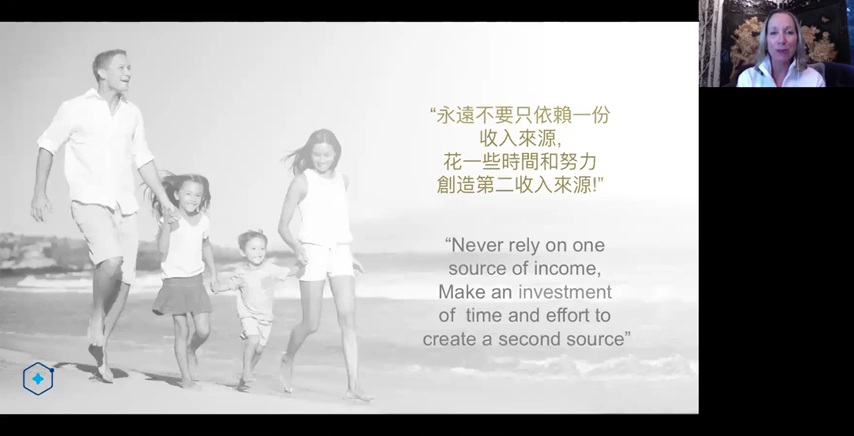 “永遠不要只依賴一份
收入來源,
花一些時間和努力
創造第二收入來源!”
“Never rely on one
source of income,
Make an investment
of  time and effort to
create a second source”